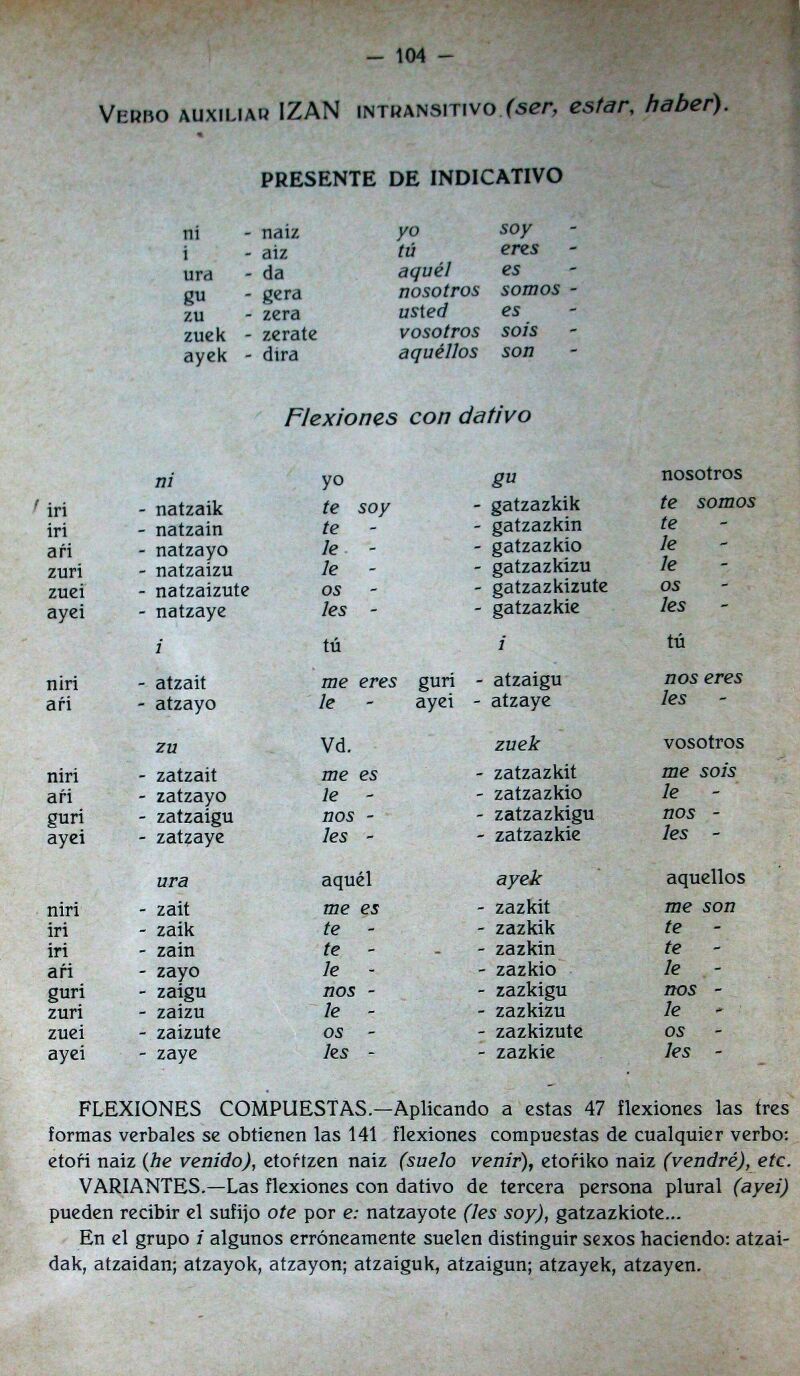 — 104 —
VERBO AUXILIAR IZAN INTRANSITIVO (ser, estar, haber).
PRESENTE DE INDICATIVO
ni - naiz yo soy -
i - aiz tú eres -
ura - da aquél es -
gu - gera nosotros somos -
zu - zera usted es -
zuek - zerate vosotros sois -
ayek - dira aquéllos son -
Flexiones con dativo
ni yo gu nosotros
iri - natzaik te soy - gatzazkik te somos
iri - natzain te - - gatzazkin te -
aŕi - natzayo le - - gatzazkio le -
zuri - natzaizu le - - gatzazkizu le -
zuei - natzaizute os - - gatzazkizute os -
ayei - natzaye les - - gatzazkie les -
i tú i tú
niri - atzait me eres guri - atzaigu nos eres
aŕi - atzayo le - ayei - atzaye les -
zu Vd. zuek vosotros
niri - zatzait me es - zatzazkit me sois
aŕi - zatzayo le - - zatzazkio le -
guri - zatzaigu nos - - zatzazkigu nos -
ayei - zatzaye les - - zatzazkie les -
ura aquél ayek aquellos
niri - zait me es - zazkit me son
iri - zaik te - - zazkik te -
iri - zain te - - zazkin te -
aŕi - zayo le - - zazkio le -
guri - zaigu nos - - zazkigu nos -
zuri - zaizu le - - zazkizu le -
zuei - zaizute os - - zazkizute os -
ayei - zaye les - - zazkie les -
FLEXIONES COMPUESTAS.—Aplicando a estas 47 flexiones las tres
formas verbales se obtienen las 141 flexiones compuestas de cualquier verbo:
etoŕi naiz (he venido), etoŕtzen naiz (suelo venir), etoŕiko naiz (vendré), etc.
VARIANTES.—Las flexiones con dativo de tercera persona plural (ayei)
pueden recibir el sufijo ote por e: natzayote (les soy), gatzazkiote...
En el grupo i algunos erróneamente suelen distinguir sexos haciendo: atzai-
dak, atzaidan; atzayok, atzayon; atzaiguk, atzaigun; atzayek, atzayen.